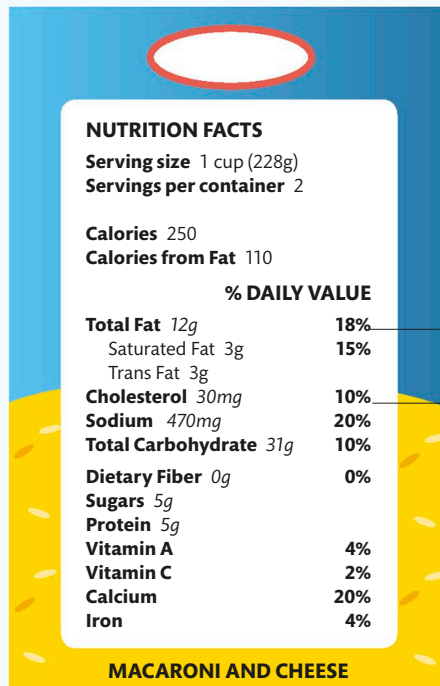 NUTRITION FACTS
Serving size 1 cup (228g)
Servings per container 2
Calories 250
Calories from Fat 110
% DAILY VALUE
Total Fat 12g 18%
Saturated Fat 3g 15%
Trans Fat 3g
Cholesterol 30mg 10%
Sodium 470mg 20%
Total Carbohydrate 31g 10%
Dietary Fiber 0g 0%
Sugars 5g
Protein 5g
Vitamin A 4%
Vitamin C 2%
Calcium 20%
Iron 4%
MACARONI AND CHEESE